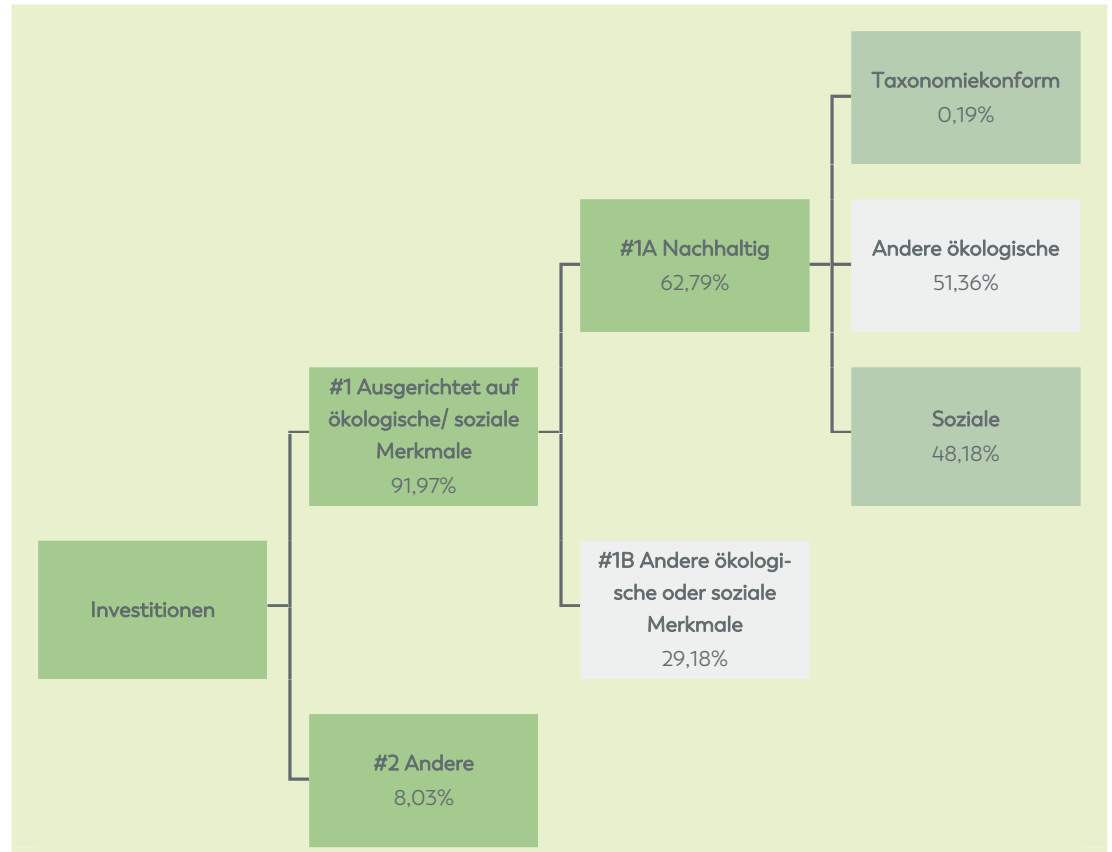 Taxonomiekonform
0,19%
#1A Nachhaltig
62,79%
Andere ökologische
51,36%
#1 Ausgerichtet auf
ökologische/ soziale
Merkmale
91,97%
Soziale
48,18%
Investitionen
#1B Andere ökologi-
sche oder soziale
Merkmale
29,18%
#2 Andere
8,03%